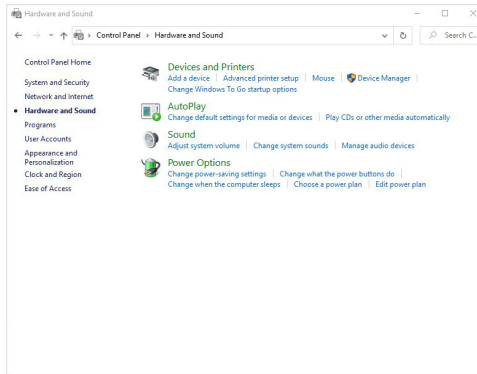 Hardware and Sound
Control Panel > Hardware and Sound
Search C...
Control Panel Home
System and Security
Network and Internet
Hardware and Sound
Programs
User Accounts
Appearance and
Personalization
Clock and Region
Ease of Access
Devices and Printers
Add a device | Advanced printer setup | Mouse | Device Manager |
Change Windows To Go startup options
AutoPlay
Change default settings for media or devices | Play CDs or other media automatically
Sound
Adjust system volume | Change system sounds | Manage audio devices
Power Options
Change power-saving settings | Change what the power buttons do |
Change when the computer sleeps | Choose a power plan | Edit power plan